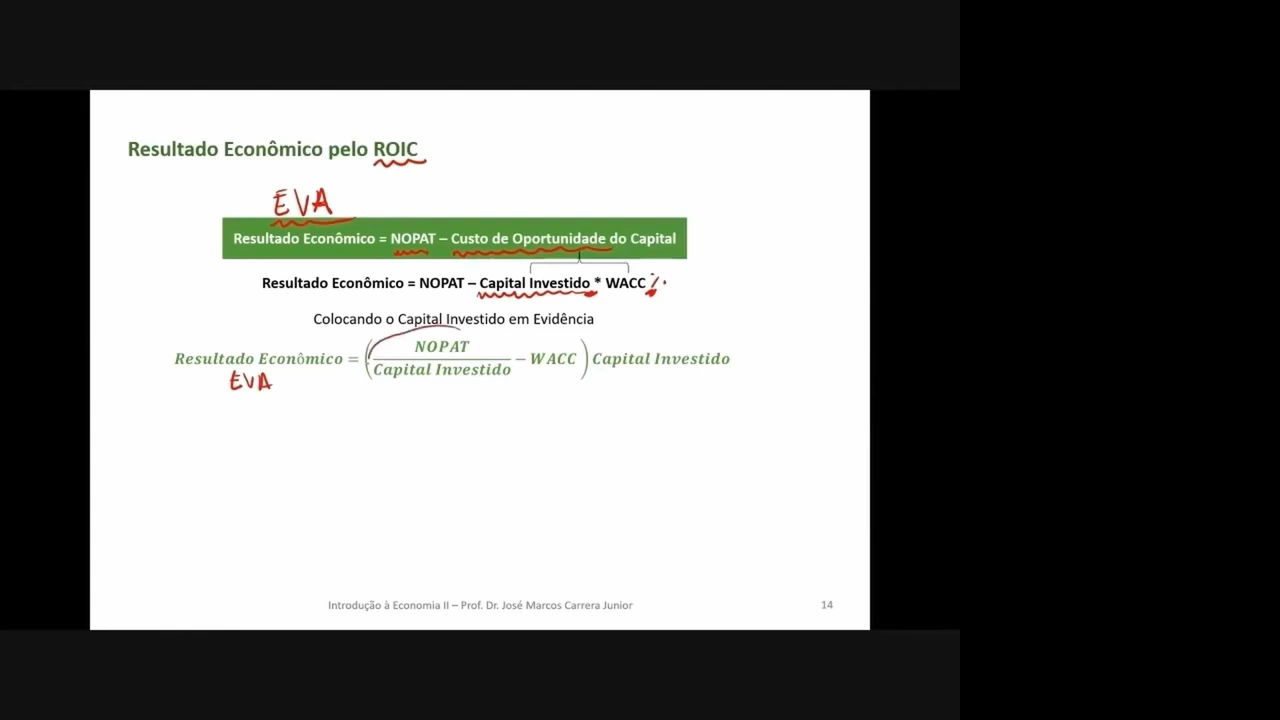 Resultado Econômico pelo ROIC
EVA
Resultado Econômico = NOPAT – Custo de Oportunidade do Capital
Resultado Econômico = NOPAT – Capital Investido * WACC %
Colocando o Capital Investido em Evidência
Resultado Econômico = (NOPAT / Capital Investido – WACC) Capital Investido
EVA
Introdução à Economia II – Prof. Dr. José Marcos Carrera Junior 14